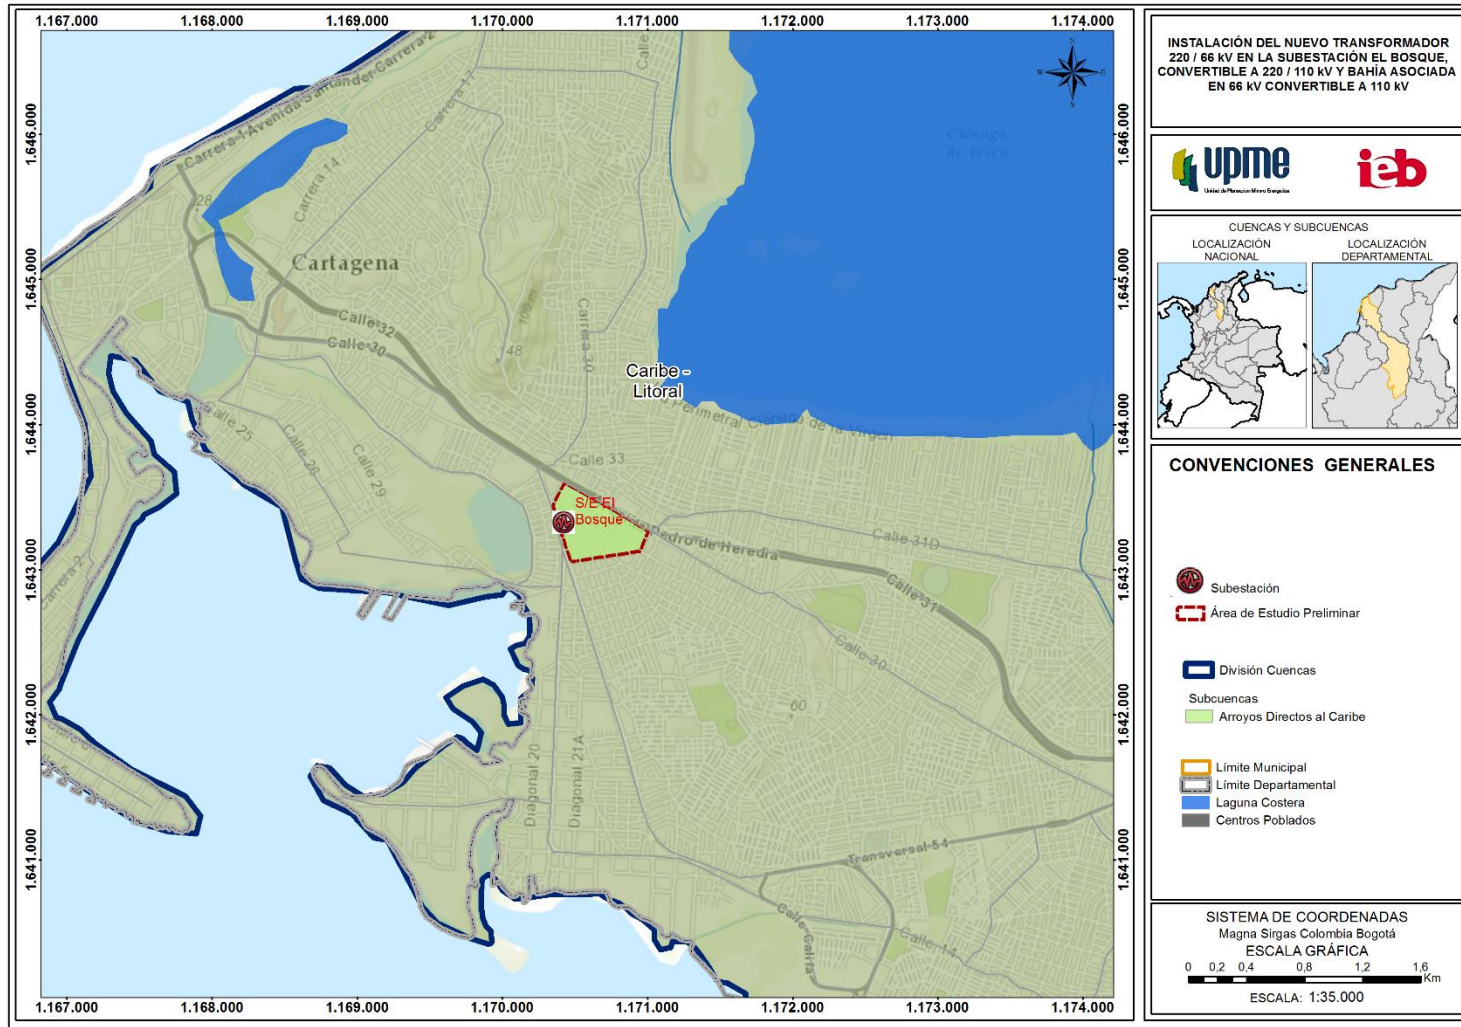 1.167.000 1.168.000 1.169.000 1.170.000 1.171.000 1.172.000 1.173.000 1.174.000
1.646.000
1.645.000
1.644.000
1.643.000
1.642.000
1.641.000
Carrera 1 Avenida Santander Carrera 2
Carrera 17
Calle
Carrera 14
28
Ciénaga
de Tesca
Cartagena
Calle 32
Calle 30
100m
148
Carrera 30
Caribe -
Litoral
Perimetral Ciénaga de la Virgen
Calle 25
Calle 26
Calle 29
Calle 33
S/E El
Bosque
Pedro de Heredia
Calle 31D
Calle 31
Calle 30
Carrera 2
60
Diagonal 20
Diagonal 21A
Transversal 54
Calle 14
1.646.000
1.645.000
1.644.000
1.643.000
1.642.000
1.641.000
1.167.000 1.168.000 1.169.000 1.170.000 1.171.000 1.172.000 1.173.000 1.174.000
INSTALACIÓN DEL NUEVO TRANSFORMADOR
220 / 66 kV EN LA SUBESTACIÓN EL BOSQUE,
CONVERTIBLE A 220 / 110 kV Y BAHÍA ASOCIADA
EN 66 kV CONVERTIBLE A 110 kV
upme
Unidad de Planeación Minero Energética
ieb
CUENCAS Y SUBCUENCAS
LOCALIZACIÓN
NACIONAL
LOCALIZACIÓN
DEPARTAMENTAL
CONVENCIONES GENERALES
Subestación
Área de Estudio Preliminar
División Cuencas
Subcuencas
Arroyos Directos al Caribe
Límite Municipal
Límite Departamental
Laguna Costera
Centros Poblados
SISTEMA DE COORDENADAS
Magna Sirgas Colombia Bogotá
ESCALA GRÁFICA
0 0,2 0,4 0,8 1,2 1,6
Km
ESCALA: 1:35.000